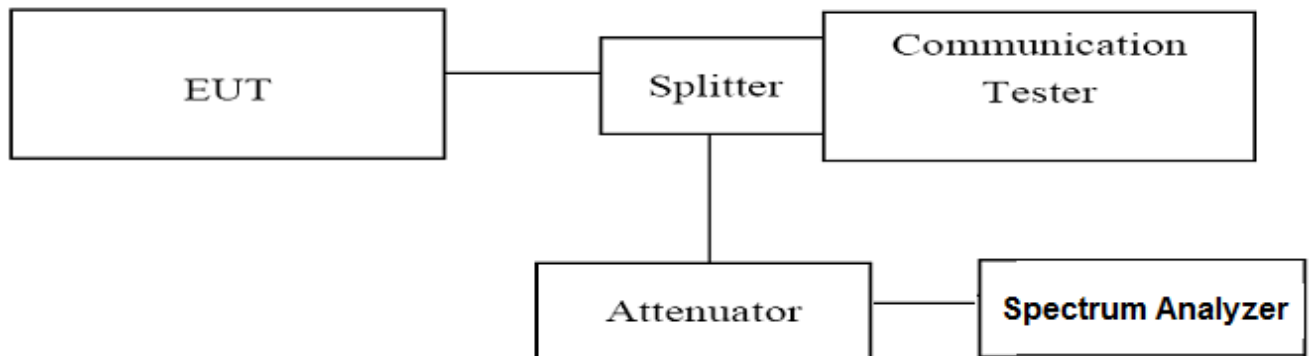 EUT
Splitter
Communication
Tester
Attenuator
Spectrum Analyzer